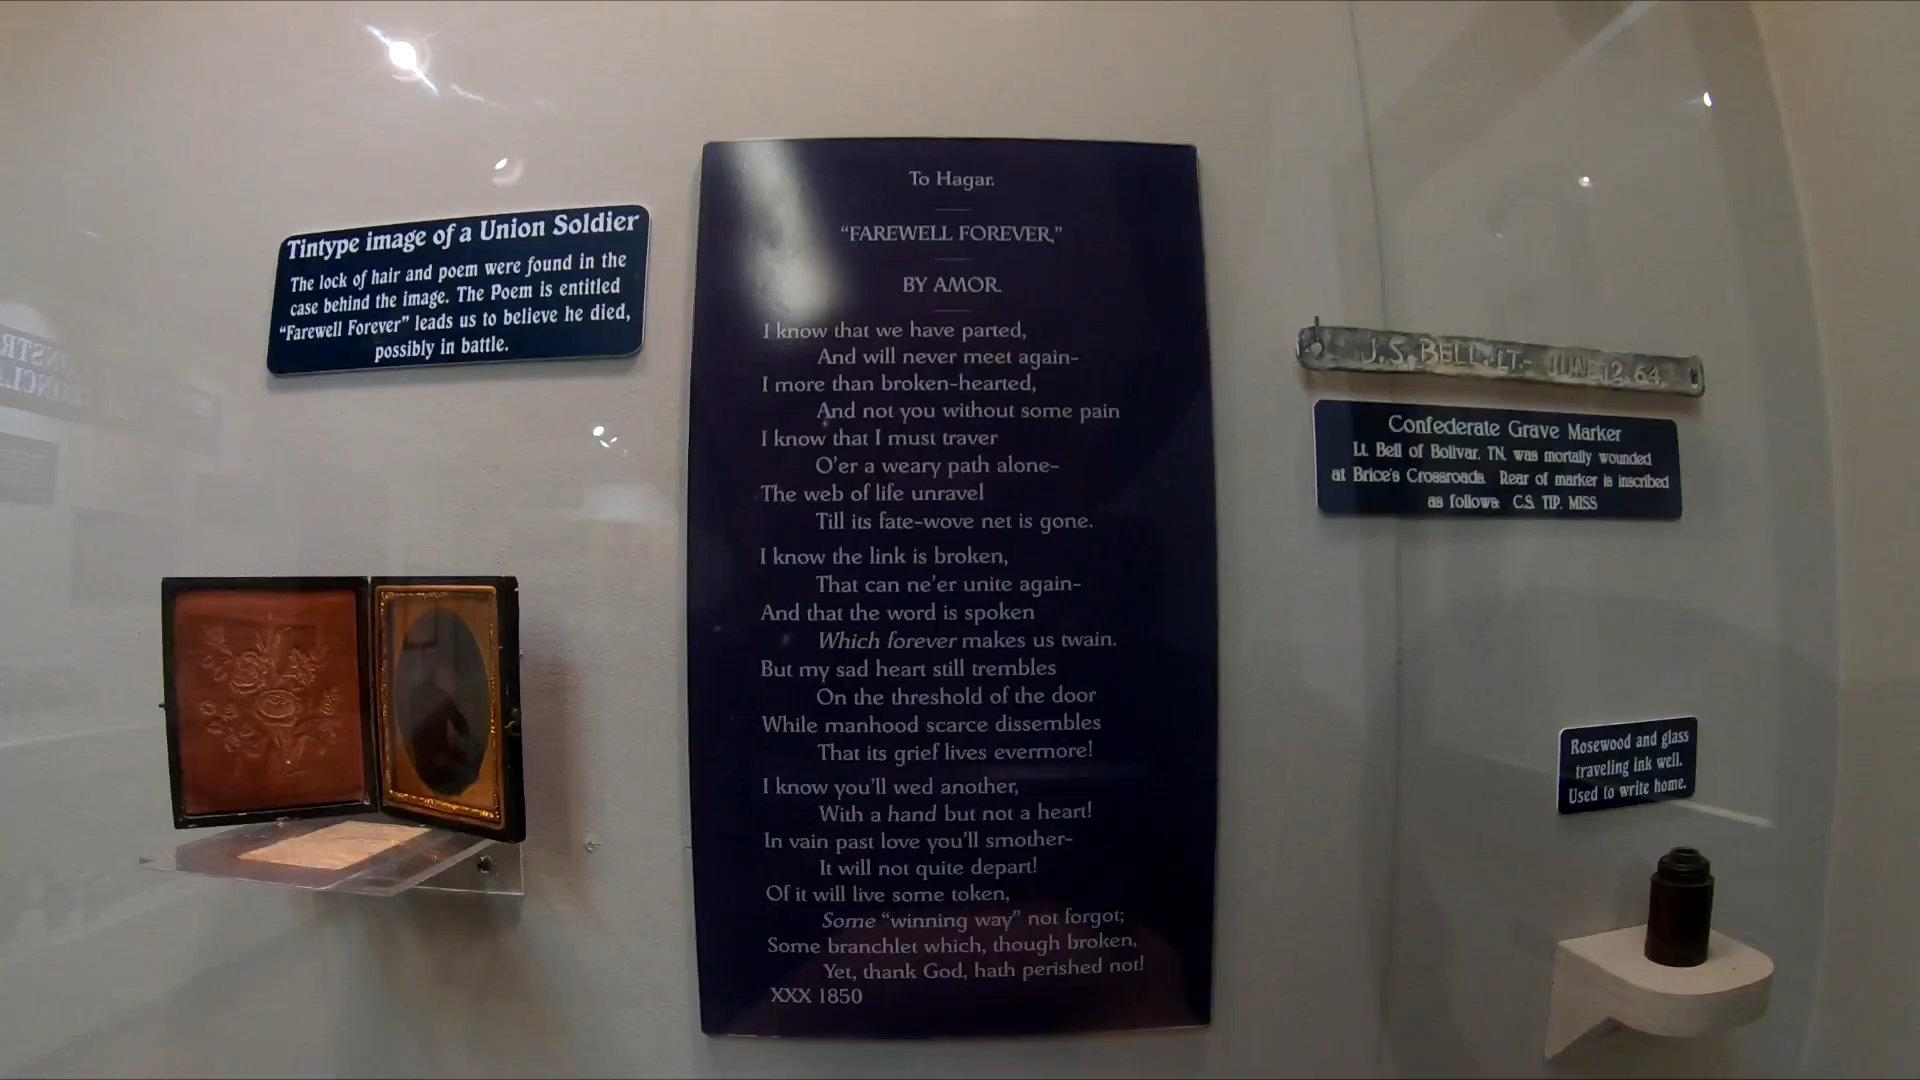 Tintype image of a Union Soldier
The lock of hair and poem were found in the
case behind the image. The Poem is entitled
“Farewell Forever” leads us to believe he died,
possibly in battle.
To Hagar.
“FAREWELL FOREVER,”
BY AMOR.
I know that we have parted,
And will never meet again-
I more than broken-hearted,
And not you without some pain
I know that I must traver
O'er a weary path alone-
The web of life unravel
Till its fate-wove net is gone.
I know the link is broken,
That can ne'er unite again-
And that the word is spoken
Which forever makes us twain.
But my sad heart still trembles
On the threshold of the door
While manhood scarce dissembles
That its grief lives evermore!
I know you'll wed another,
With a hand but not a heart!
In vain past love you'll smother-
It will not quite depart!
Of it will live some token,
Some “winning way” not forgot;
Some branchlet which, though broken,
Yet, thank God, hath perished not!
XXX 1850
J.S. BELL. LT- JUNE 12 64
Confederate Grave Marker
Lt. Bell of Bolivar, TN. was mortally wounded
at Brice's Crossroads. Rear of marker is inscribed
as follows: C.S. TIP. MISS
Rosewood and glass
traveling ink well.
Used to write home.